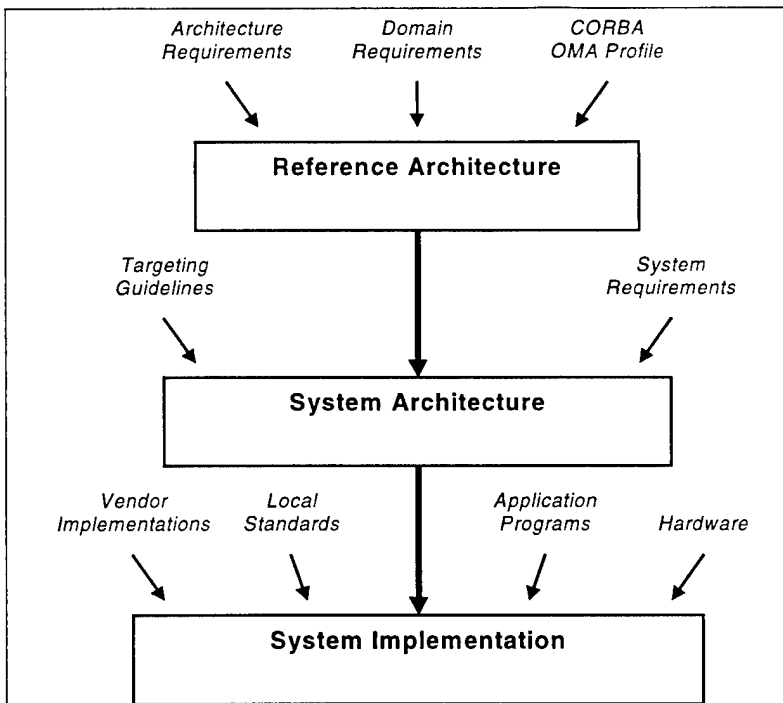 Architecture
Requirements
Domain
Requirements
CORBA
OMA Profile
Reference Architecture
Targeting
Guidelines
System
Requirements
System Architecture
Vendor
Implementations
Local
Standards
Application
Programs
Hardware
System Implementation